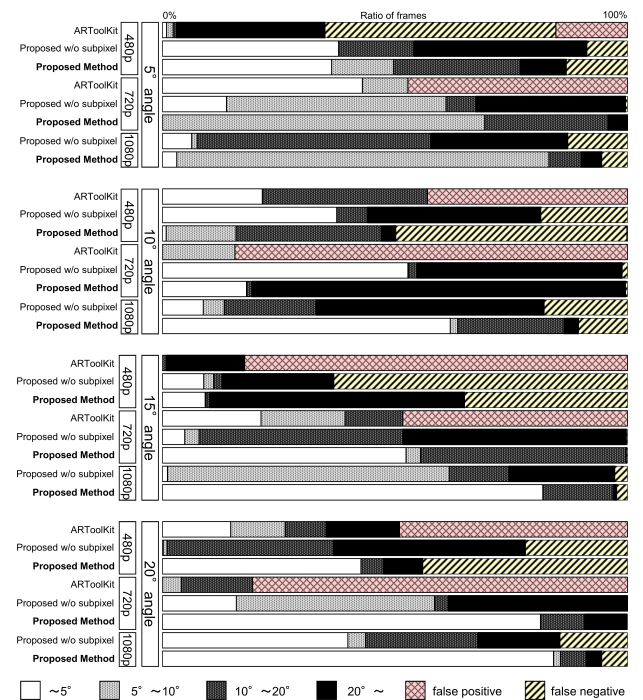 0% Ratio of frames 100%
5° angle
480p
ARToolKit
Proposed w/o subpixel
Proposed Method
720p
ARToolKit
Proposed w/o subpixel
Proposed Method
1080p
Proposed w/o subpixel
Proposed Method
10° angle
480p
ARToolKit
Proposed w/o subpixel
Proposed Method
720p
ARToolKit
Proposed w/o subpixel
Proposed Method
1080p
Proposed w/o subpixel
Proposed Method
15° angle
480p
ARToolKit
Proposed w/o subpixel
Proposed Method
720p
ARToolKit
Proposed w/o subpixel
Proposed Method
1080p
Proposed w/o subpixel
Proposed Method
20° angle
480p
ARToolKit
Proposed w/o subpixel
Proposed Method
720p
ARToolKit
Proposed w/o subpixel
Proposed Method
1080p
Proposed w/o subpixel
Proposed Method
～5° 5° ～10° 10° ～20° 20° ～ false positive false negative